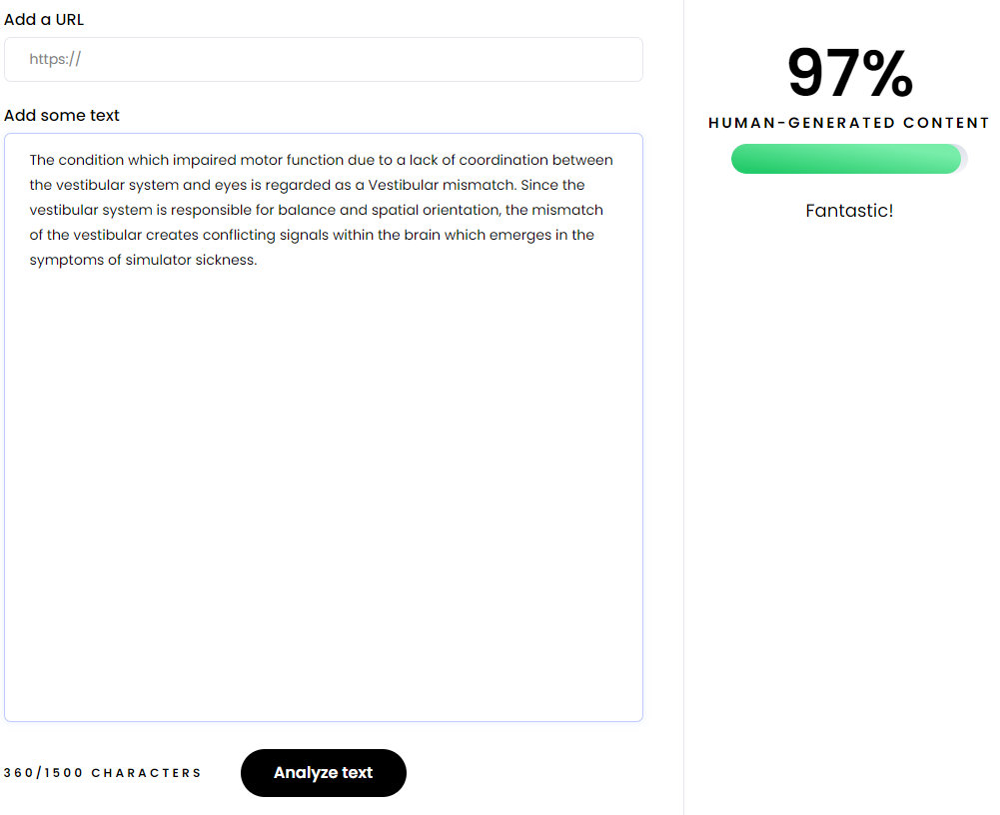 Add a URL
https://
Add some text
The condition which impaired motor function due to a lack of coordination between
the vestibular system and eyes is regarded as a Vestibular mismatch. Since the
vestibular system is responsible for balance and spatial orientation, the mismatch
of the vestibular creates conflicting signals within the brain which emerges in the
symptoms of simulator sickness.
360/1500 CHARACTERS
Analyze text
97%
HUMAN-GENERATED CONTENT
Fantastic!